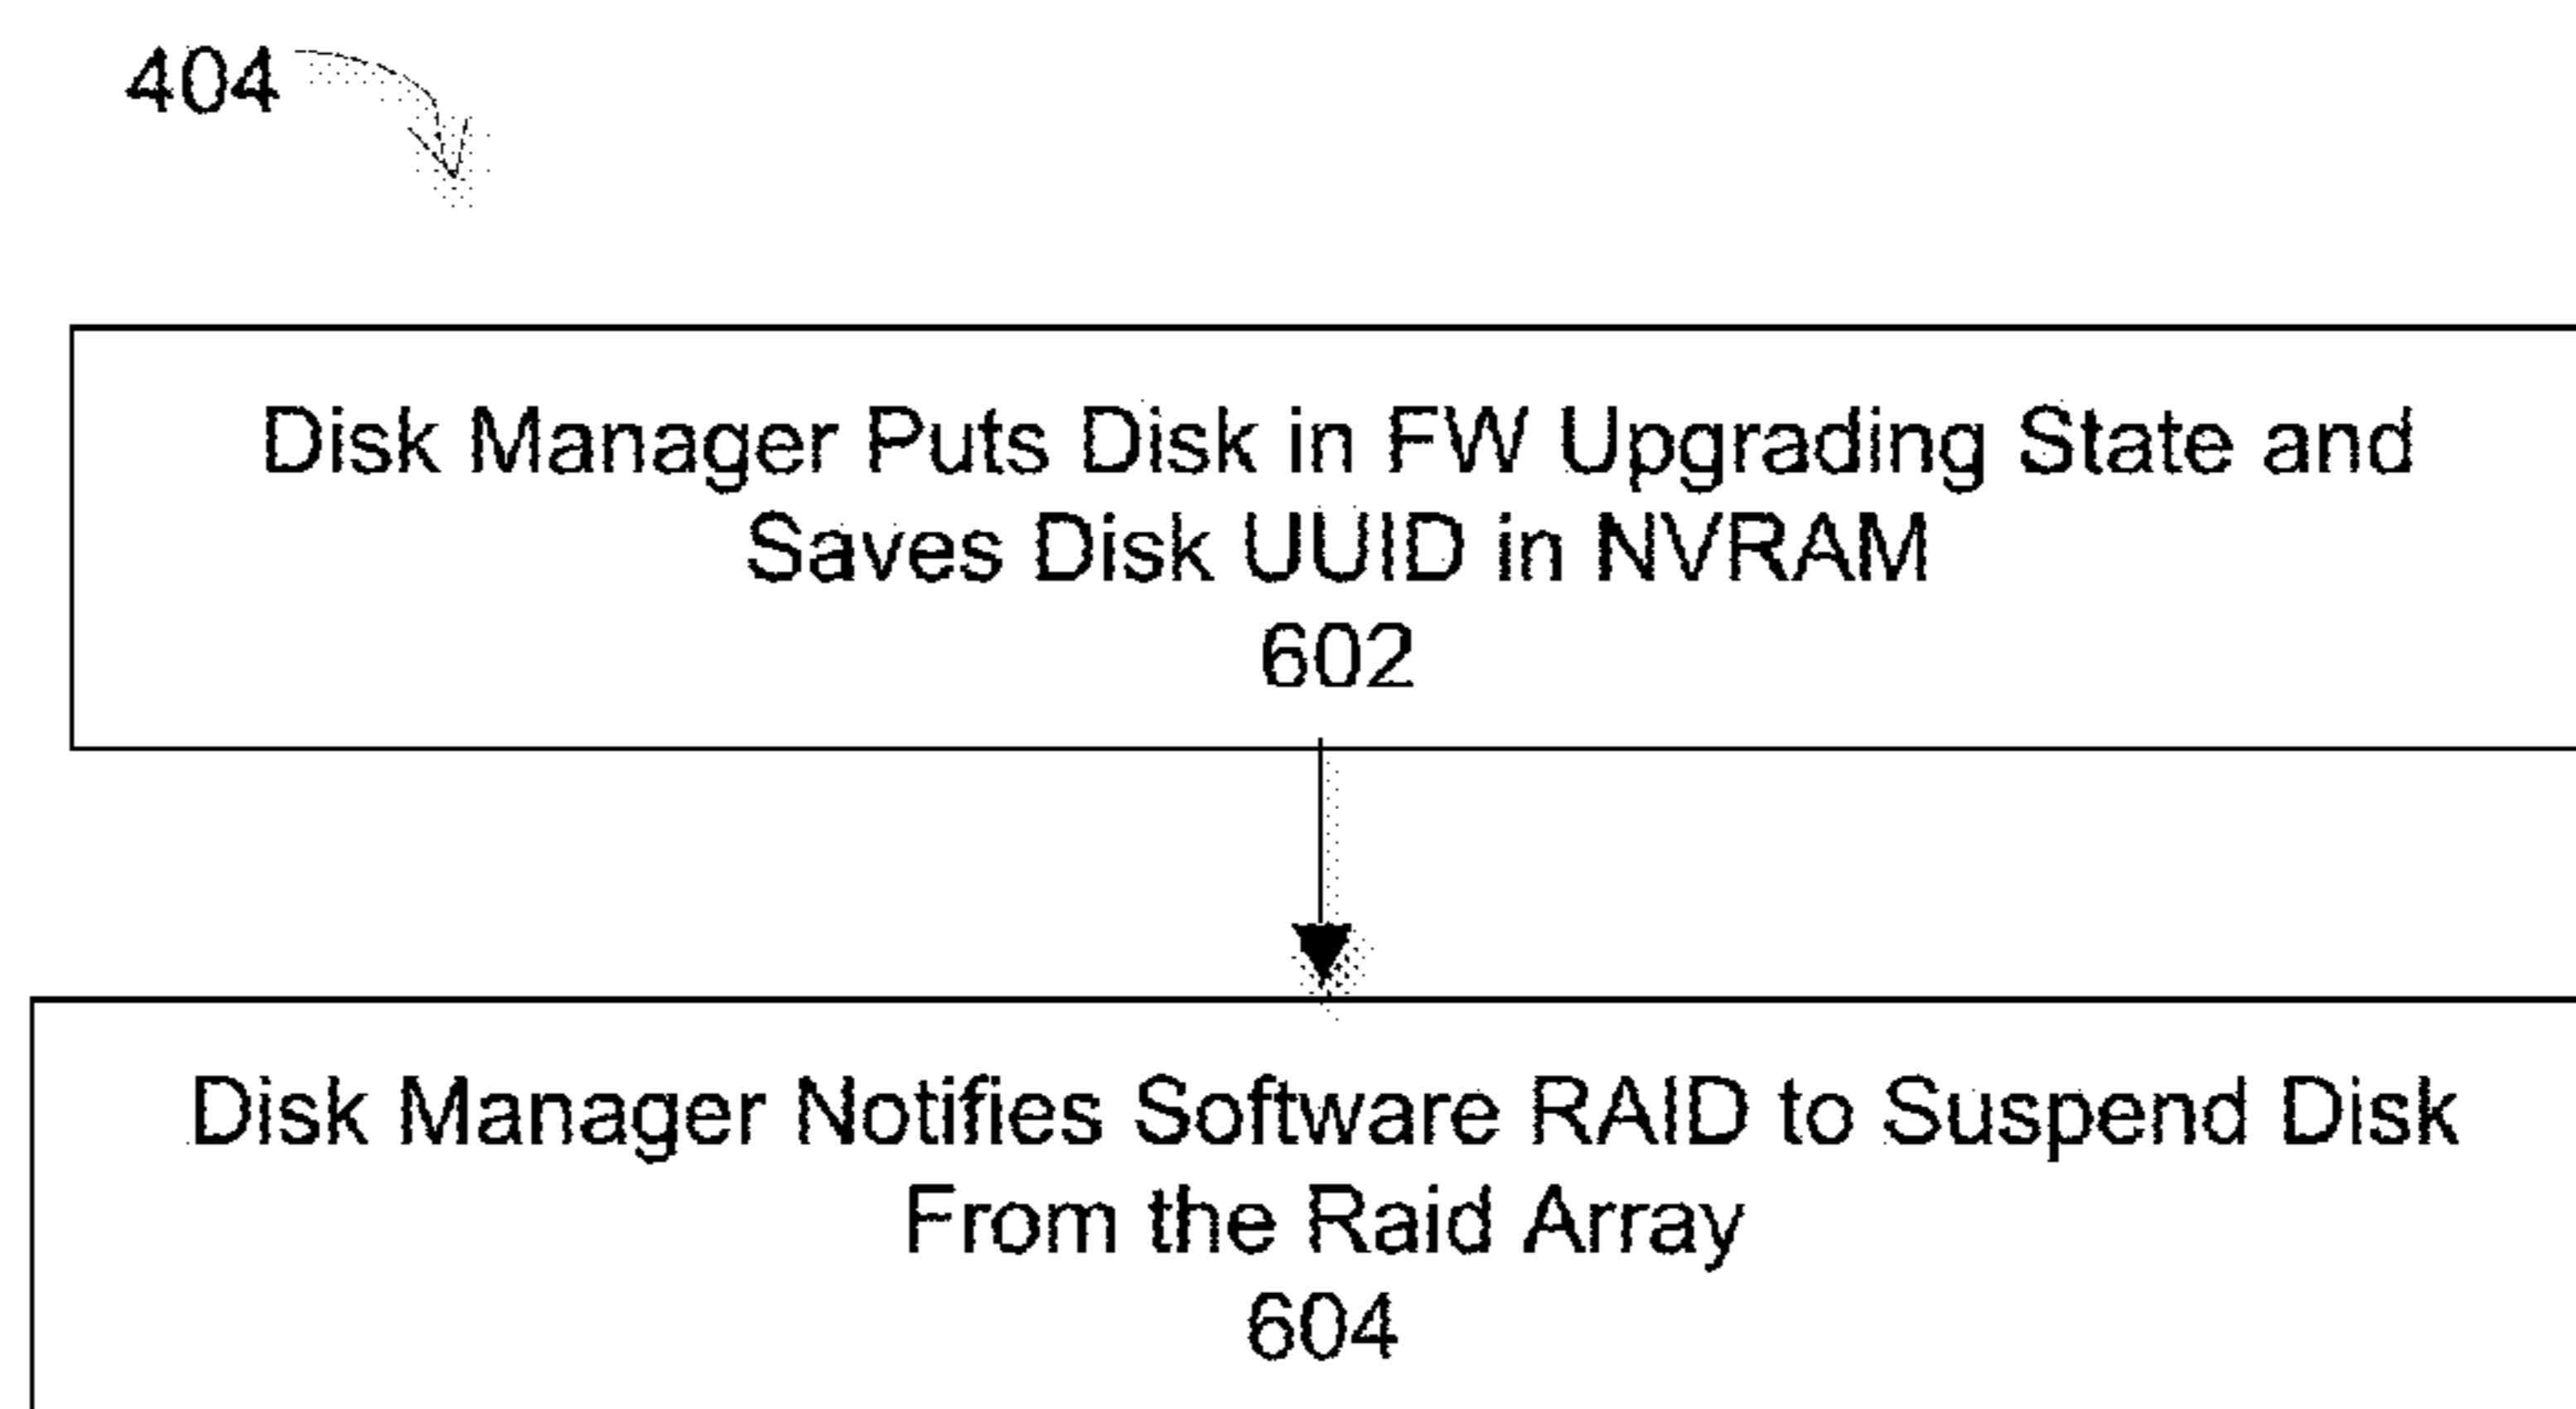 404
Disk Manager Puts Disk in FW Upgrading State and
Saves Disk UUID in NVRAM
602
Disk Manager Notifies Software RAID to Suspend Disk
From the Raid Array
604